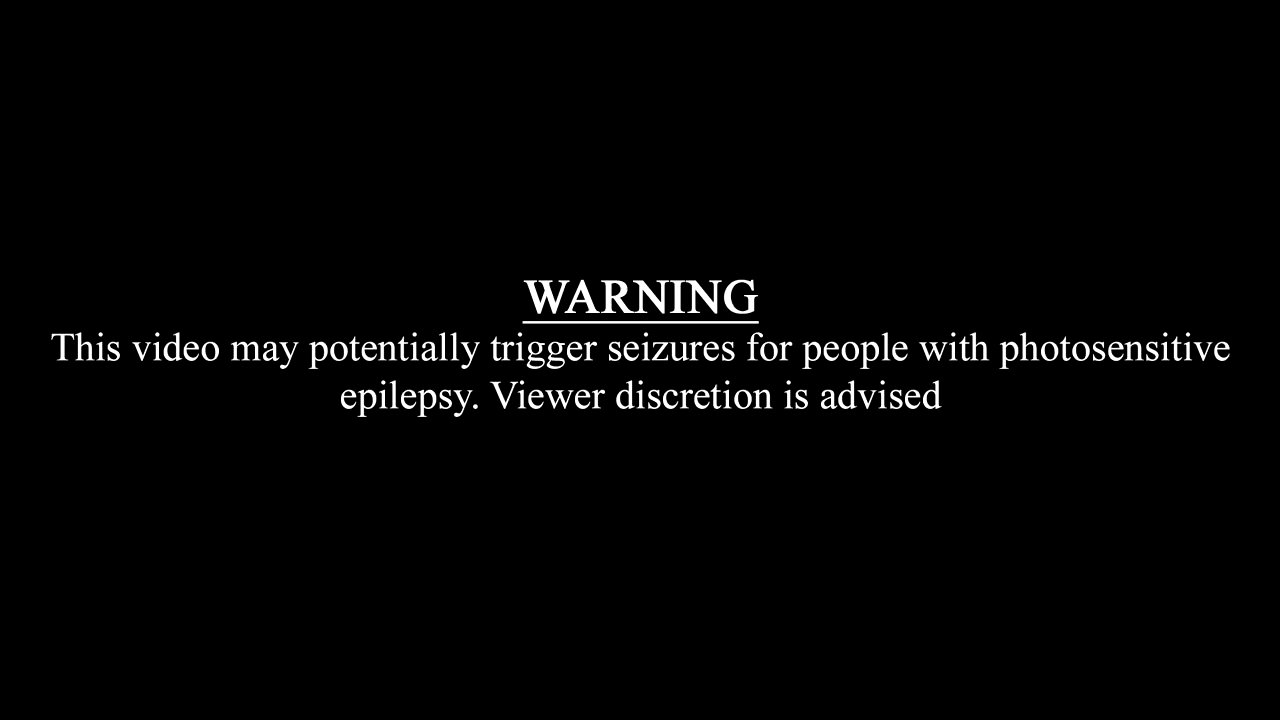 WARNING
This video may potentially trigger seizures for people with photosensitive
epilepsy. Viewer discretion is advised